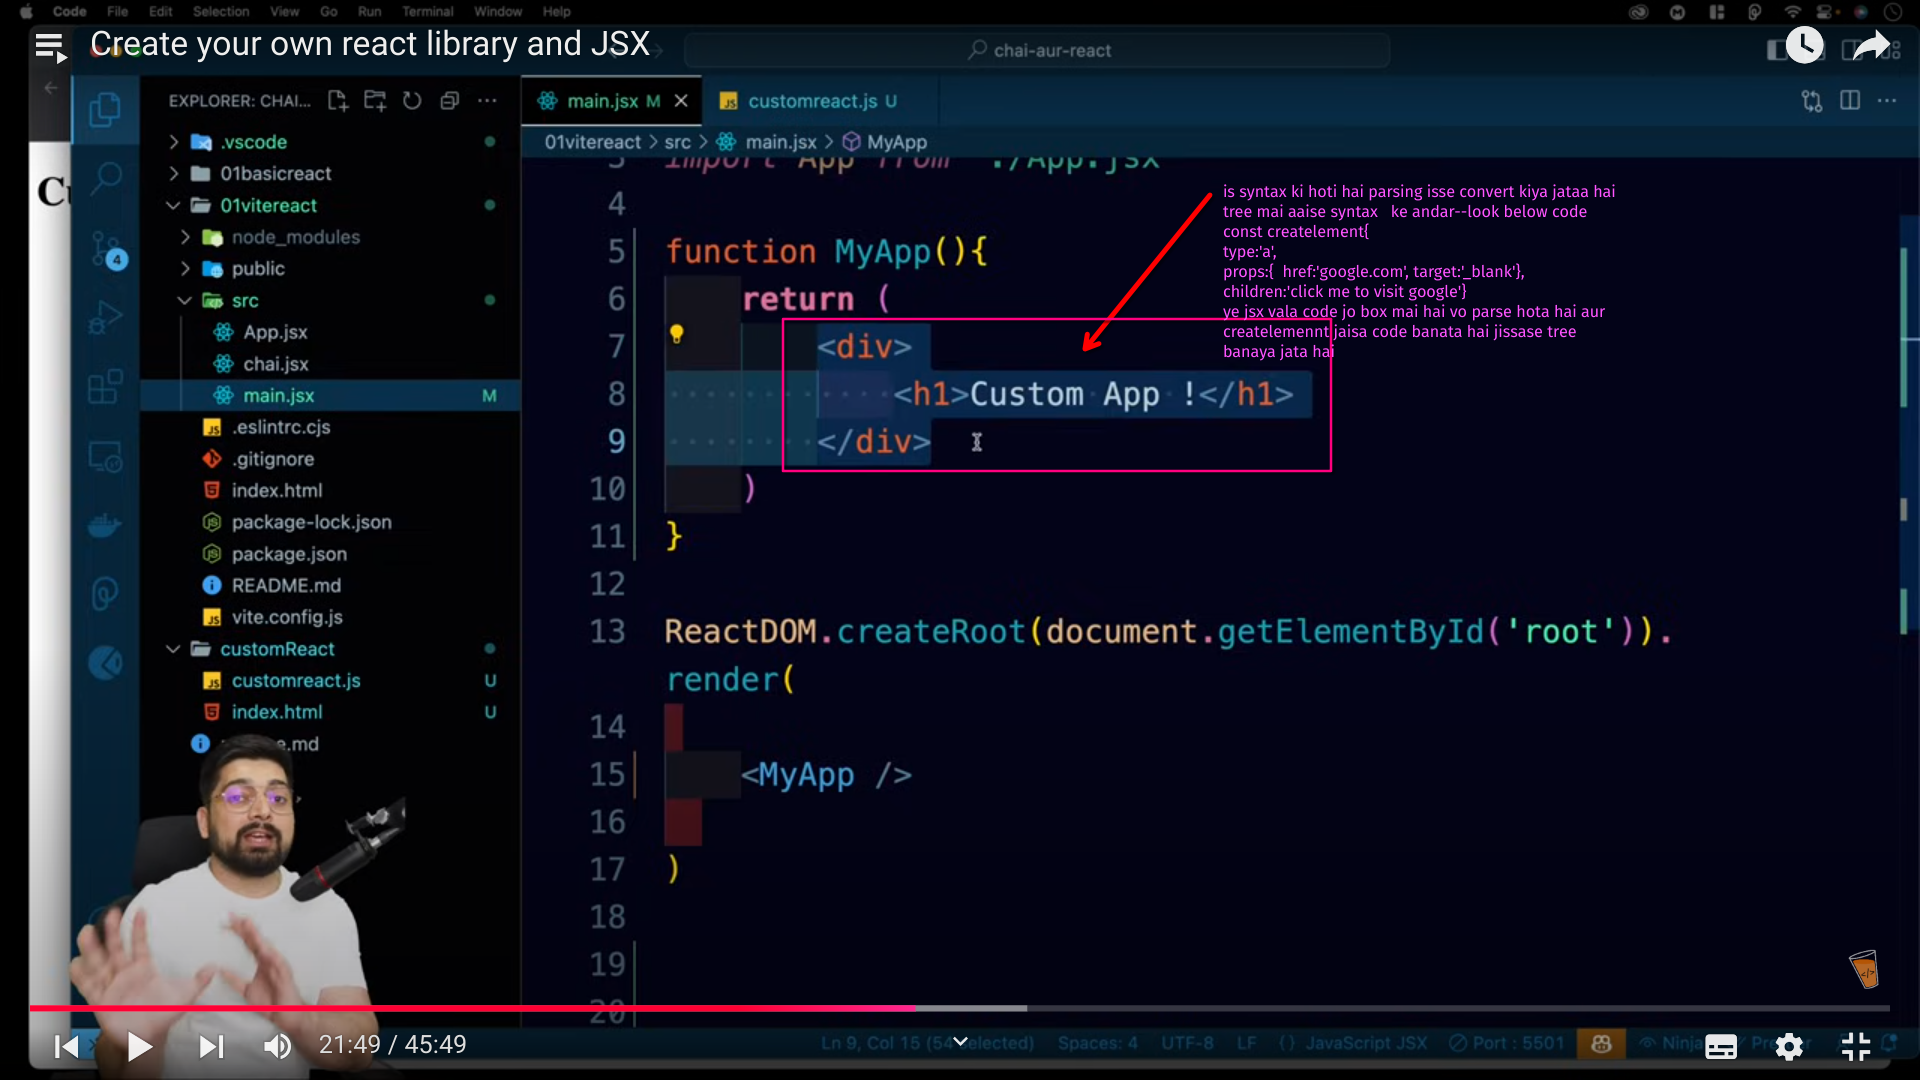 Code File Edit Selection View Go Run Terminal Window Help
Create your own react library and JSX
chai-aur-react
EXPLORER: CHAI...
.vscode
01basicreact
01vitereact
node_modules
public
src
App.jsx
chai.jsx
main.jsx M
.eslintrc.cjs
.gitignore
index.html
package-lock.json
package.json
README.md
vite.config.js
customReact
customreact.js U
index.html U
4
main.jsx M
customreact.js U
01vitereact > src > main.jsx > MyApp
3 import App from './App.jsx'
4
5 function MyApp(){
6 return (
7 <div>
8 <h1>Custom App !</h1>
9 </div>
10 )
11 }
12
13 ReactDOM.createRoot(document.getElementById('root')).
render(
14
15 <MyApp />
16
17 )
18
19
20
is syntax ki hoti hai parsing isse convert kiya jataa hai
tree mai aaise syntax ke andar--look below code
const createlement{
type:'a',
props:{ href:'google.com', target:'_blank'},
children:'click me to visit google'}
ye jsx vala code jo box mai hai vo parse hota hai aur
createlemennt jaisa code banata hai jissase tree
banaya jata hai
21:49 / 45:49
Ln 9, Col 15 (54 selected) Spaces: 4 UTF-8 LF {} JavaScript JSX Port : 5501 Ninja